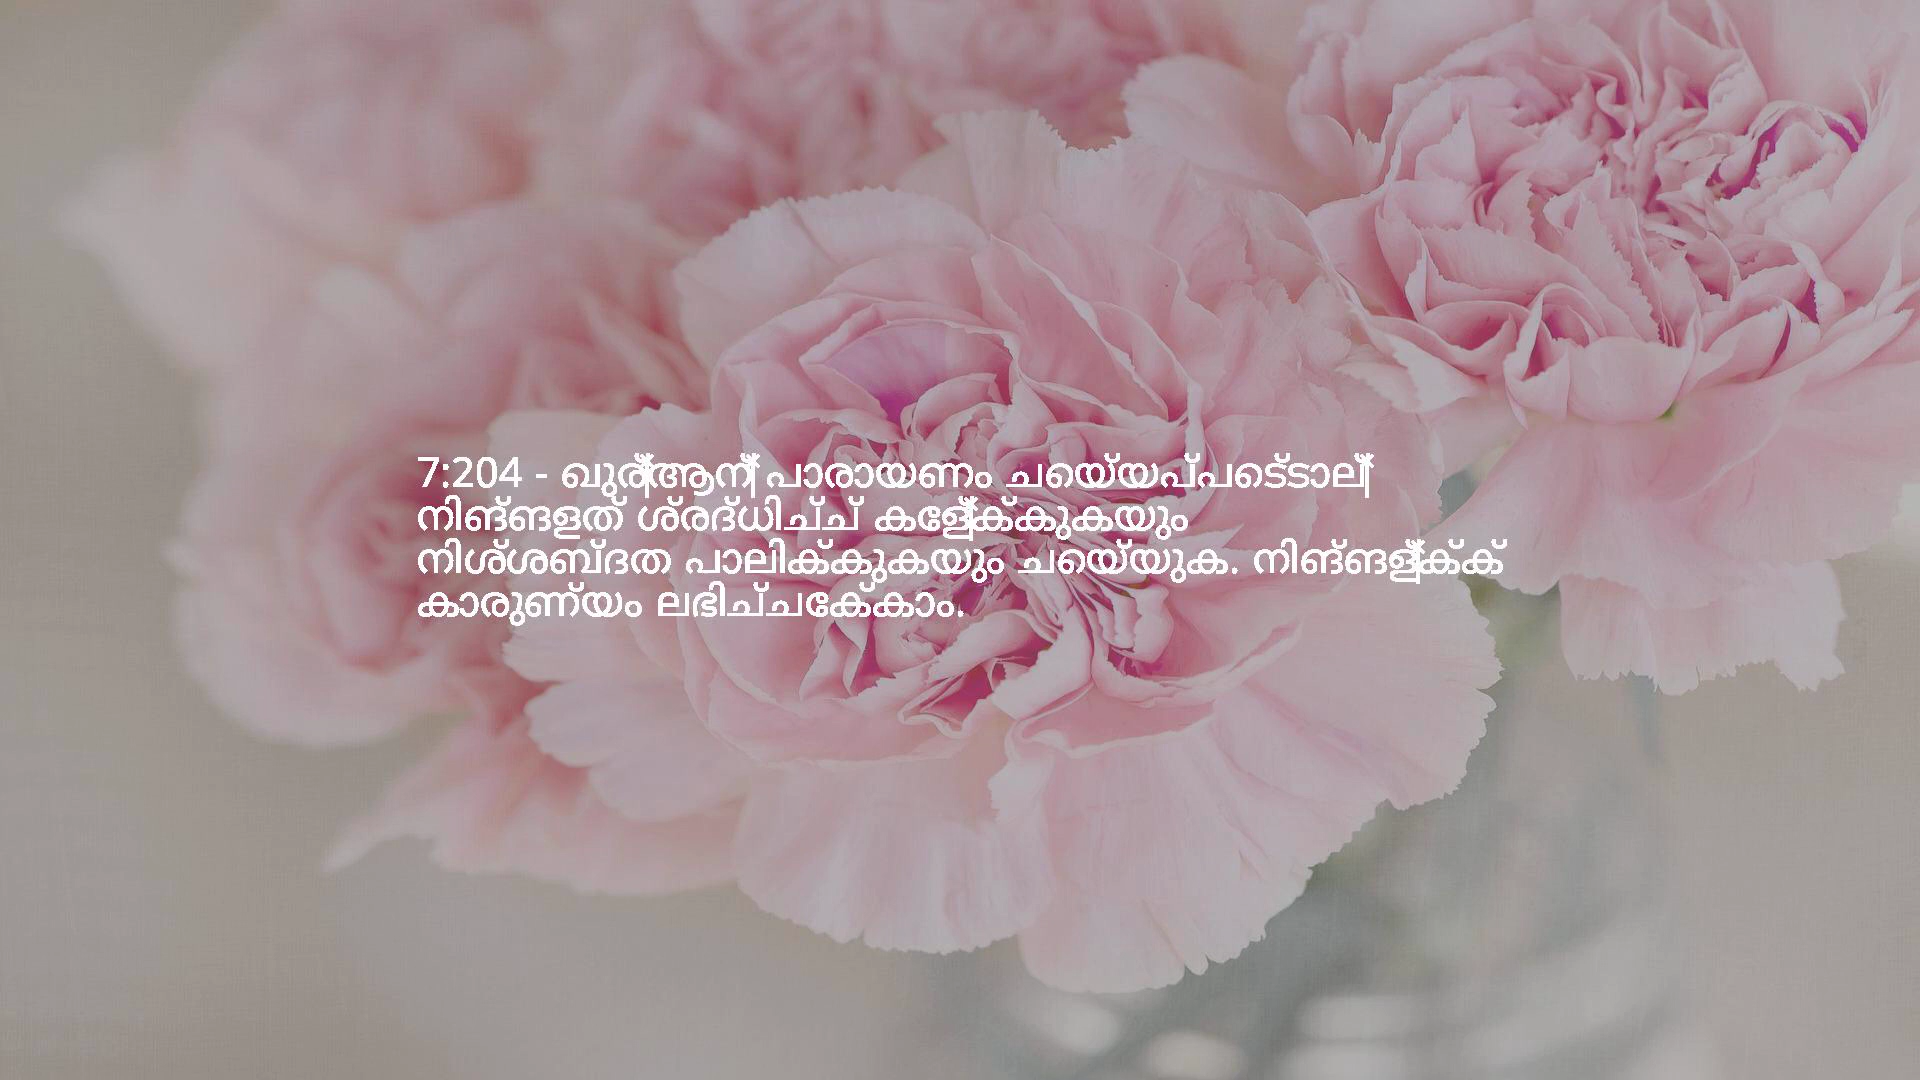 7:204 - ഖുര്‍ആന്‍ പാരായണം ചെയ്യപ്പെട്ടാല്‍
നിങ്ങളത് ശ്രദ്ധിച്ച് കേള്‍ക്കുകയും
നിശ്ശബ്ദത പാലിക്കുകയും ചെയ്യുക. നിങ്ങള്‍ക്ക്
കാരുണ്യം ലഭിച്ചേക്കാം.